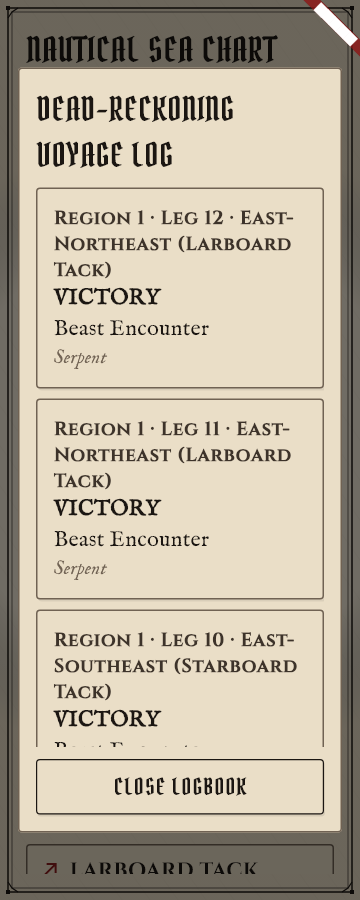 NAUTICAL SEA CHART
DEAD-RECKONING
VOYAGE LOG
Region 1 · Leg 12 · East-
Northeast (Larboard
Tack)
VICTORY
Beast Encounter
Serpent
Region 1 · Leg 11 · East-
Northeast (Larboard
Tack)
VICTORY
Beast Encounter
Serpent
Region 1 · Leg 10 · East-
Southeast (Starboard
Tack)
VICTORY
CLOSE LOGBOOK
LARBOARD TACK